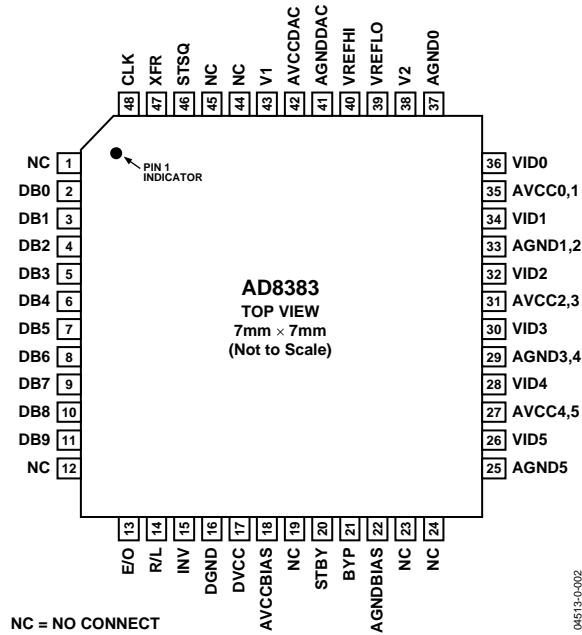 CLK
XFR
STSQ
NC
NC
V1
AVCCDAC
AGNDDAC
VREFHI
VREFLO
V2
AGND0
48
47
46
45
44
43
42
41
40
39
38
37
NC 1
DB0 2
DB1 3
DB2 4
DB3 5
DB4 6
DB5 7
DB6 8
DB7 9
DB8 10
DB9 11
NC 12
PIN 1
INDICATOR
AD8383
TOP VIEW
7mm × 7mm
(Not to Scale)
36 VID0
35 AVCC0,1
34 VID1
33 AGND1,2
32 VID2
31 AVCC2,3
30 VID3
29 AGND3,4
28 VID4
27 AVCC4,5
26 VID5
25 AGND5
13
14
15
16
17
18
19
20
21
22
23
24
E/O
R/L
INV
DGND
DVCC
AVCCBIAS
NC
STBY
BYP
AGNDBIAS
NC
NC
NC = NO CONNECT
04513-0-002